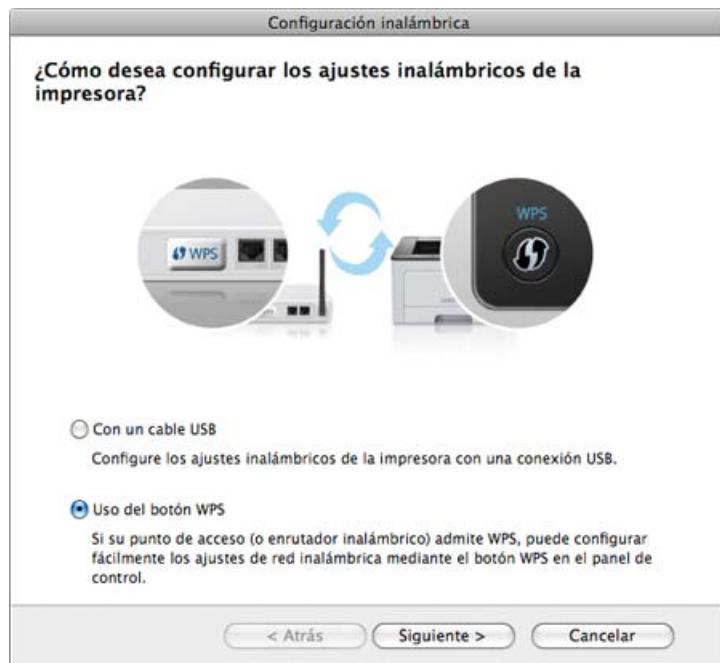 Configuración inalámbrica
¿Cómo desea configurar los ajustes inalámbricos de la
impresora?
WPS
WPS
Con un cable USB
Configure los ajustes inalámbricos de la impresora con una conexión USB.
Uso del botón WPS
Si su punto de acceso (o enrutador inalámbrico) admite WPS, puede configurar
fácilmente los ajustes de red inalámbrica mediante el botón WPS en el panel de
control.
< Atrás
Siguiente >
Cancelar